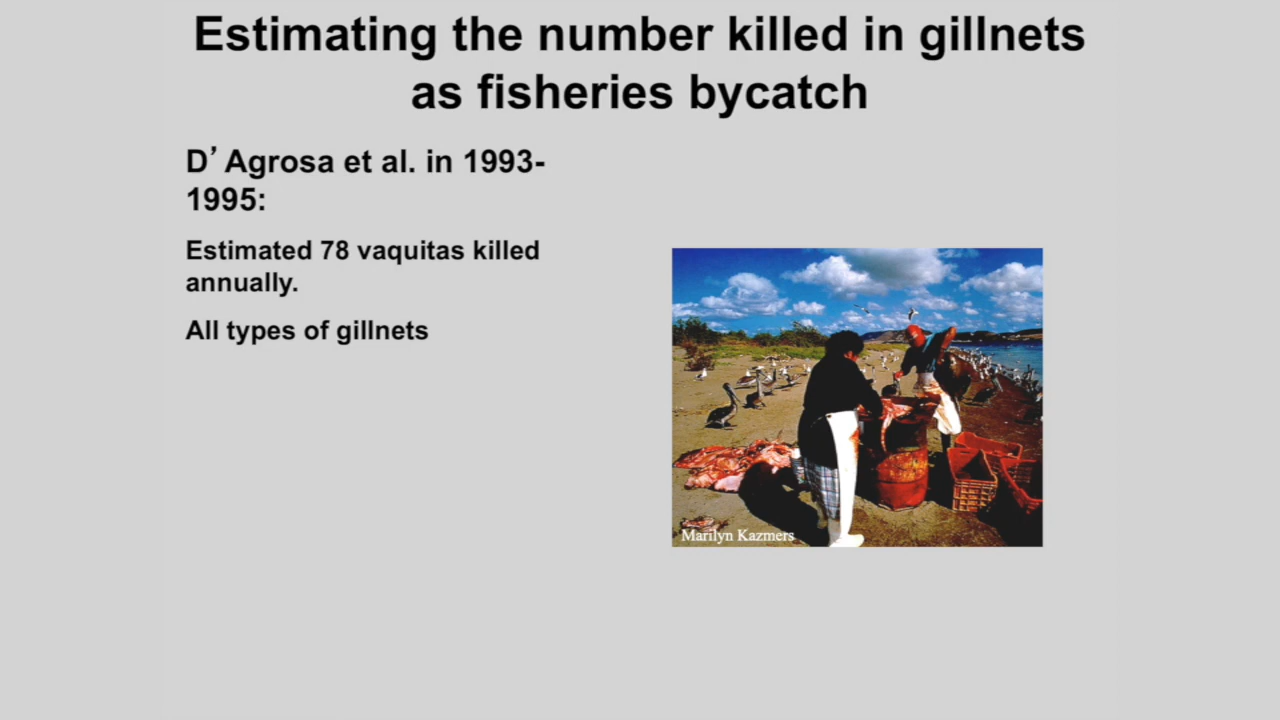 Estimating the number killed in gillnets
as fisheries bycatch
D’ Agrosa et al. in 1993-
1995:
Estimated 78 vaquitas killed
annually.
All types of gillnets
Marilyn Kazmers